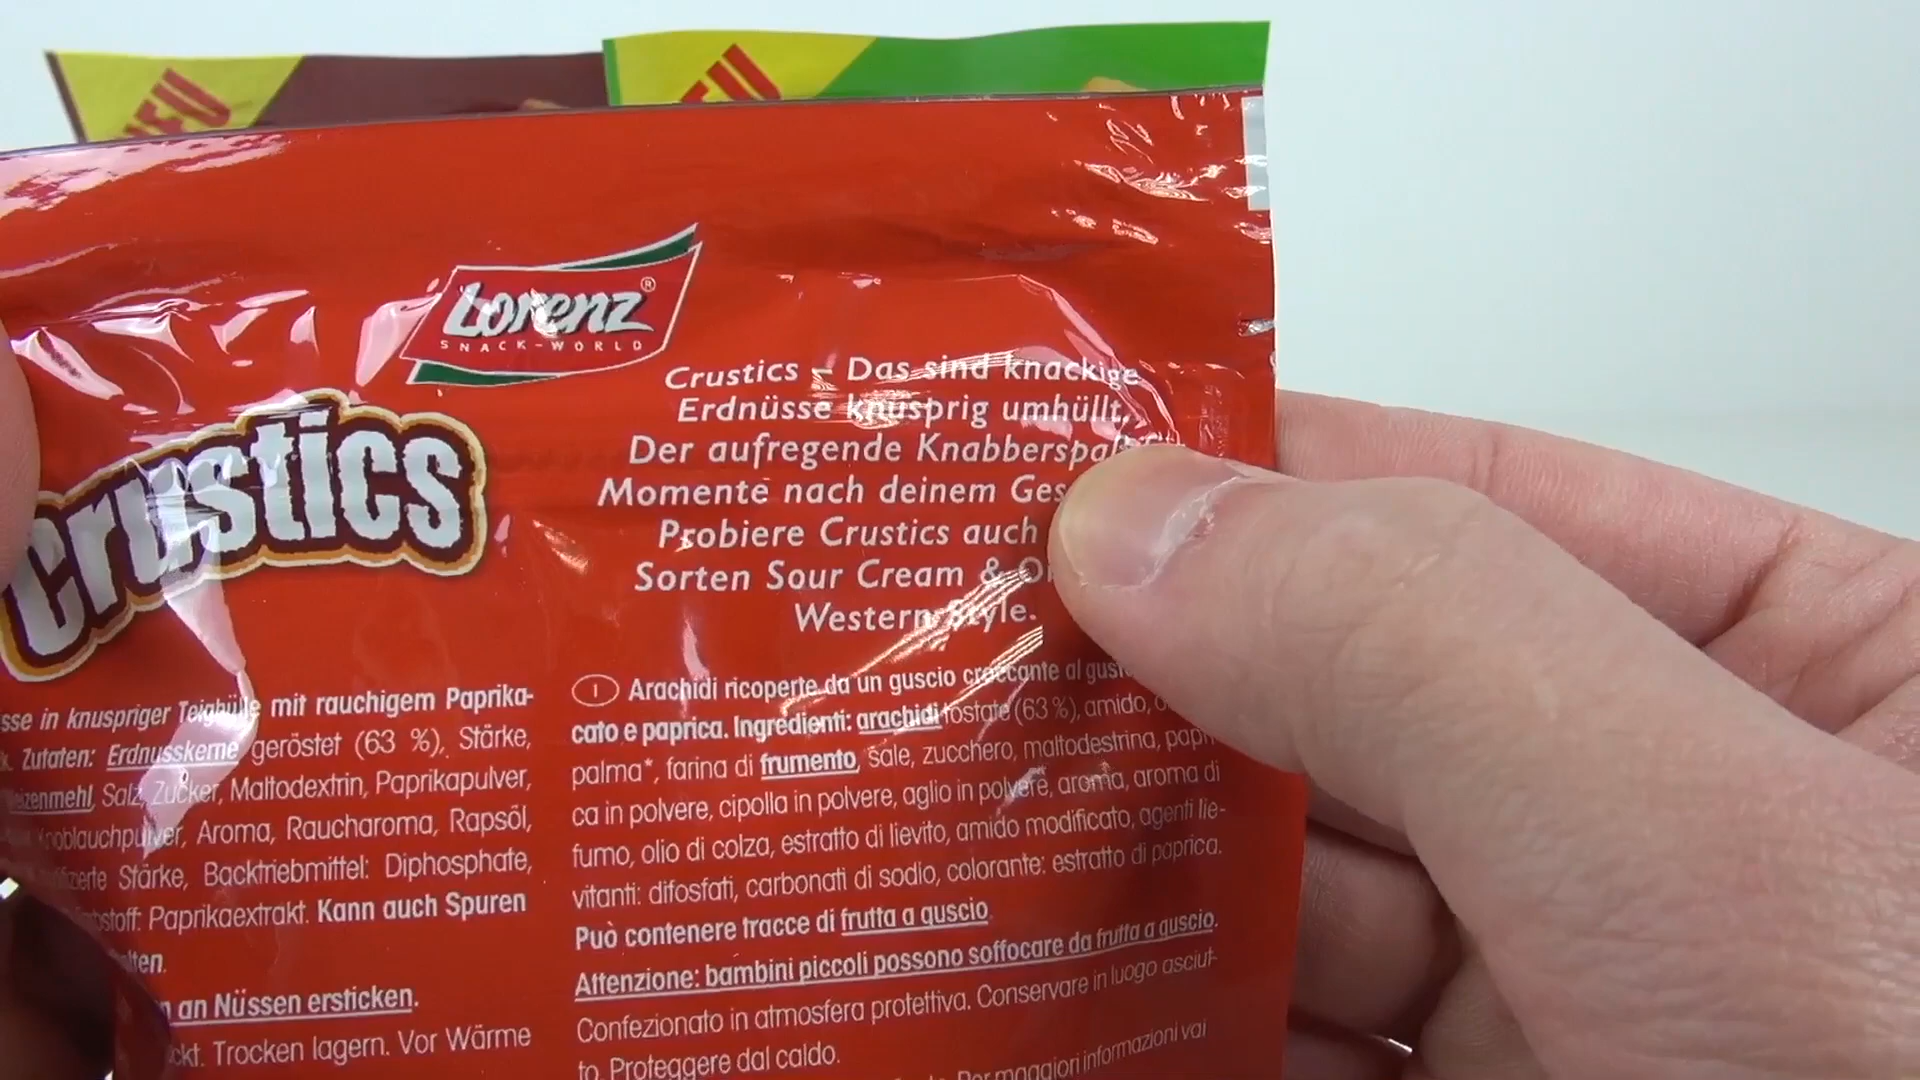 NEU
NEU
Lorenz®
SNACK-WORLD
Crustics – Das sind knackige
Erdnüsse knusprig umhüllt.
Der aufregende
Momente nach deinem
Probiere Crustics auch
Sorten Sour Cream &
Western Style.
crustics
in knuspriger Teighülle mit rauchigem Paprika-
Zutaten: Erdnusskerne geröstet (63 %), Stärke,
Salz, Zucker, Maltodextrin, Paprikapulver,
Aroma, Raucharoma, Rapsöl,
Stärke, Backtriebmittel: Diphosphate,
Paprikaextrakt. Kann auch Spuren
an Nüssen ersticken.
Trocken lagern. Vor Wärme
I Arachidi ricoperte da un guscio croccante al
cato e paprica. Ingredienti: arachidi tostate (63 %), amido,
palma*, farina di frumento, sale, zucchero, maltodestrina, papri-
ca in polvere, cipolla in polvere, aglio in polvere, aroma, aroma di
fumo, olio di colza, estratto di lievito, amido modificato, agenti lie-
vitanti: difosfati, carbonati di sodio, colorante: estratto di paprica.
Può contenere tracce di frutta a guscio.
Attenzione: bambini piccoli possono soffocare da frutta a guscio.
Confezionato in atmosfera protettiva. Conservare in luogo asciut-
to. Proteggere dal caldo.
Per maggiori informazioni vai